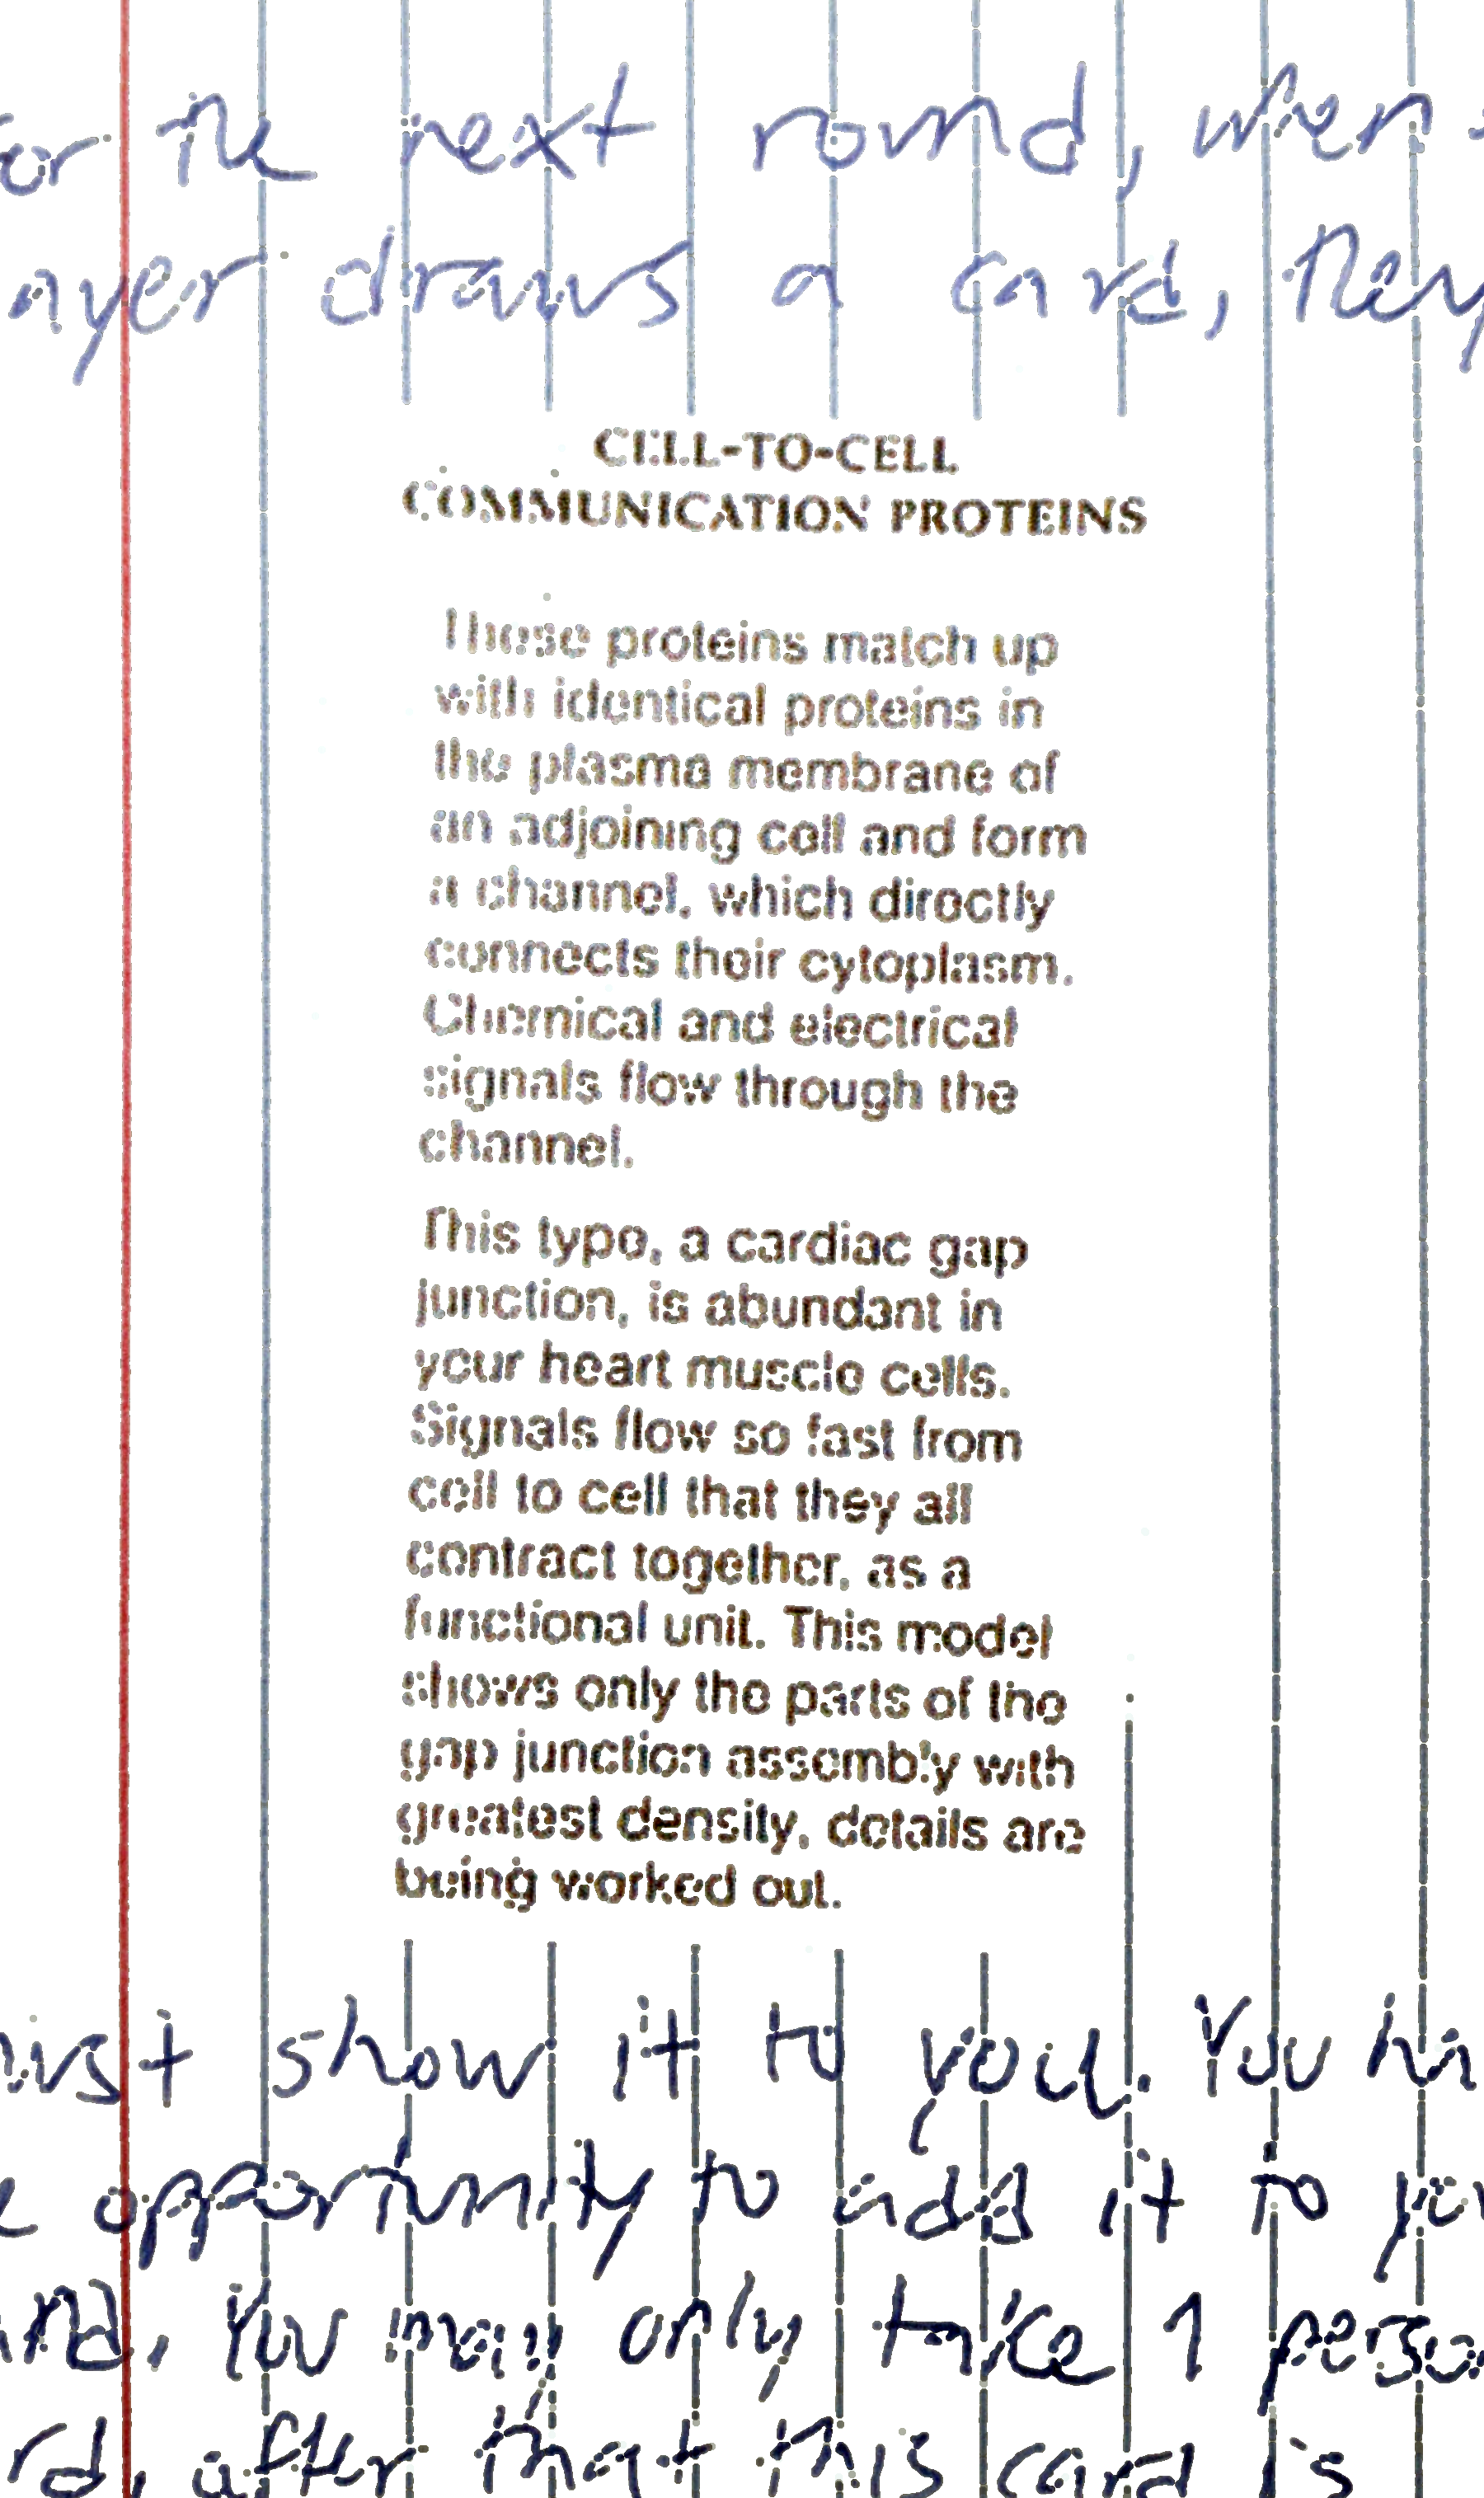 or the next round, when
ayer draws a card, they
CELL-TO-CELL
COMMUNICATION PROTEINS
These proteins match up
with identical proteins in
the plasma membrane of
an adjoining cell and form
a channel, which directly
connects their cytoplasm.
Chemical and electrical
signals flow through the
channel.
This type, a cardiac gap
junction, is abundant in
your heart muscle cells.
Signals flow so fast from
cell to cell that they all
contract together, as a
functional unit. This model
shows only the parts of the
gap junction assembly with
greatest density, details are
being worked out.
show it to you. You
opportunity to add it to
You may only take 1
rd, after that this card is